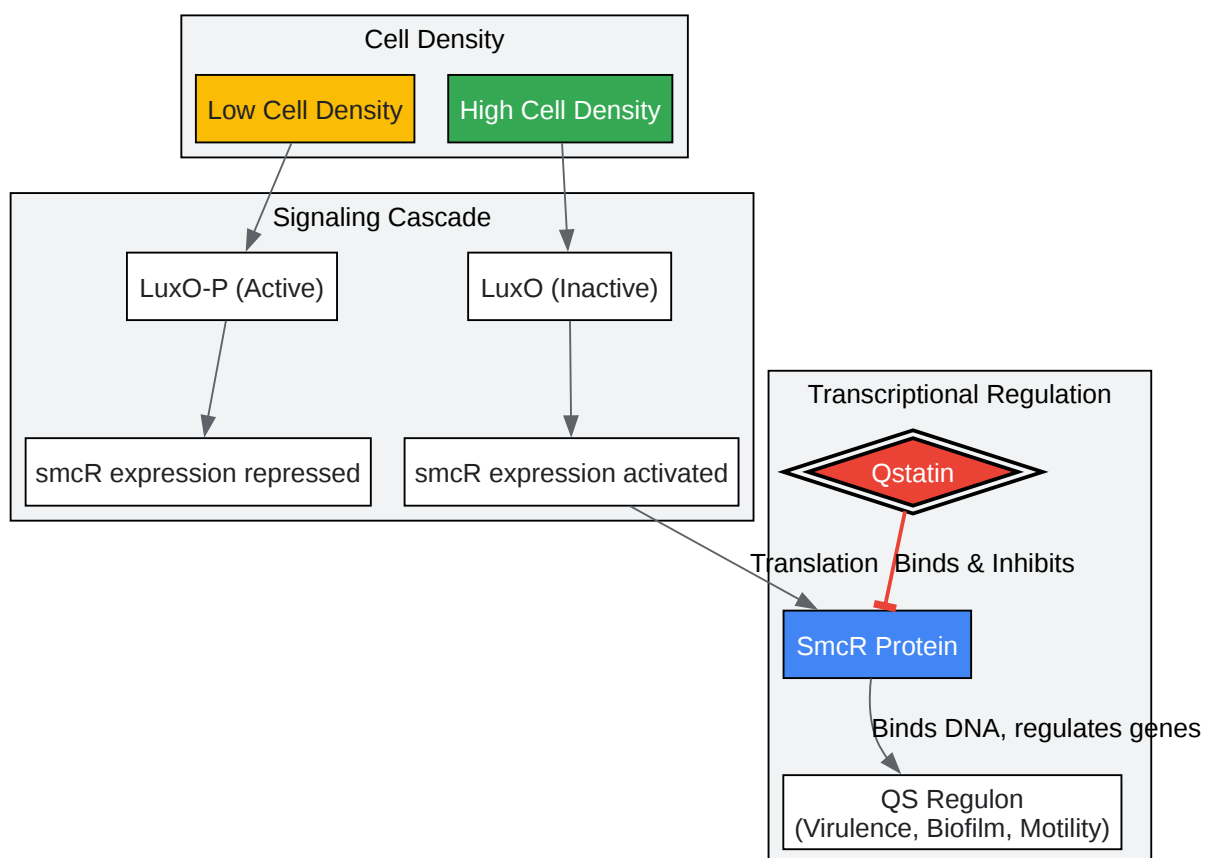 Cell Density
Low Cell Density
High Cell Density
Signaling Cascade
LuxO-P (Active)
LuxO (Inactive)
smcR expression repressed
smcR expression activated
Transcriptional Regulation
Qstatin
Translation
Binds & Inhibits
SmcR Protein
Binds DNA, regulates genes
QS Regulon
(Virulence, Biofilm, Motility)